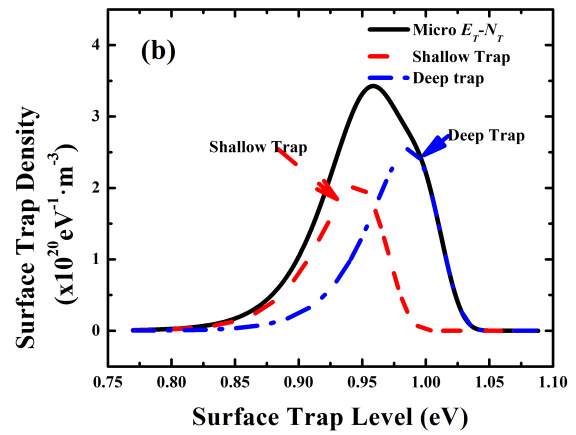 (b)
Micro E_T-N_T
Shallow Trap
Deep trap
Shallow Trap
Deep Trap
Surface Trap Density
(x10^20 eV^-1·m^-3)
4
3
2
1
0
0.75 0.80 0.85 0.90 0.95 1.00 1.05 1.10
Surface Trap Level (eV)